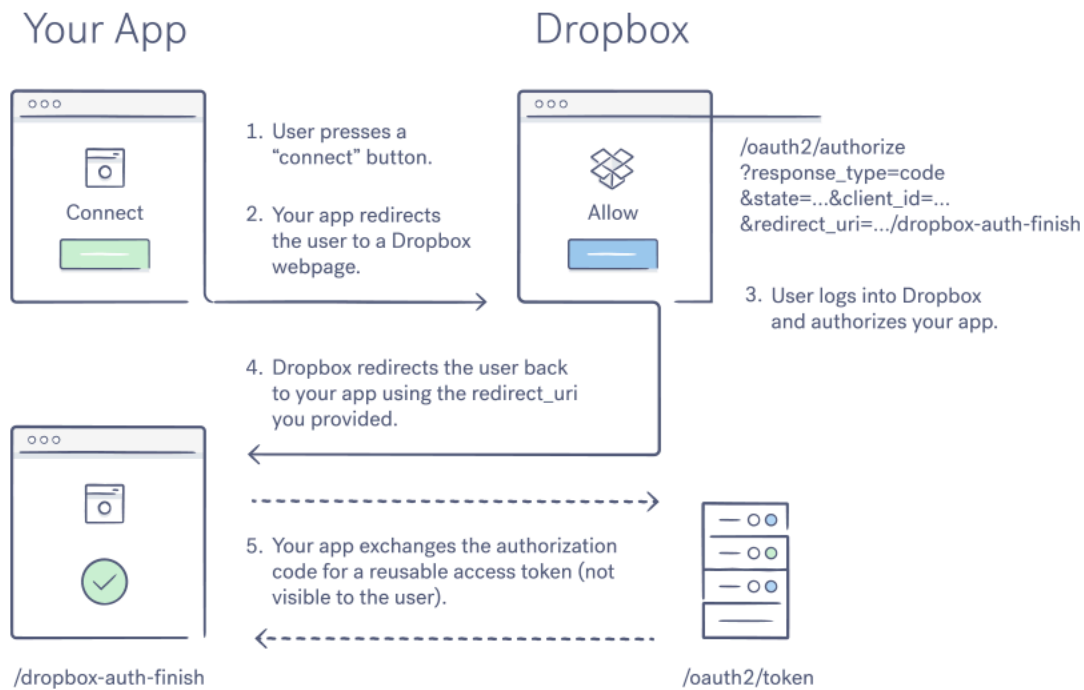 Your App
Dropbox
Connect
1. User presses a
“connect” button.
2. Your app redirects
the user to a Dropbox
webpage.
Allow
/oauth2/authorize
?response_type=code
&state=...&client_id=...
&redirect_uri=.../dropbox-auth-finish
3. User logs into Dropbox
and authorizes your app.
4. Dropbox redirects the user back
to your app using the redirect_uri
you provided.
5. Your app exchanges the authorization
code for a reusable access token (not
visible to the user).
/dropbox-auth-finish
/oauth2/token